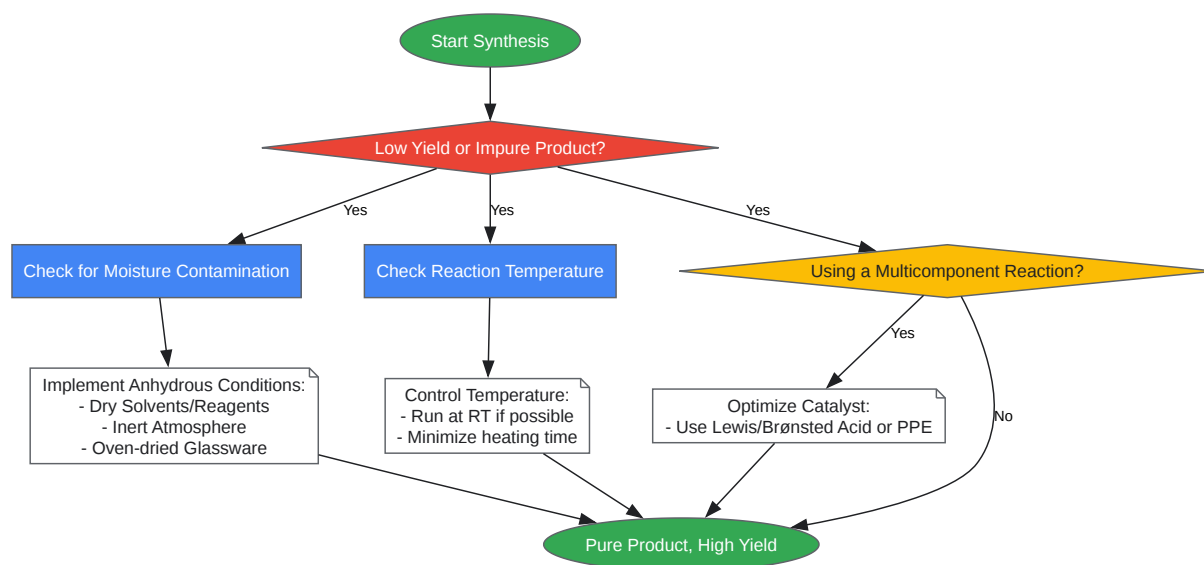 Start Synthesis
Low Yield or Impure Product?
Yes
Yes
Yes
Check for Moisture Contamination
Check Reaction Temperature
Using a Multicomponent Reaction?
Yes
Implement Anhydrous Conditions:
- Dry Solvents/Reagents
- Inert Atmosphere
- Oven-dried Glassware
Control Temperature:
- Run at RT if possible
- Minimize heating time
Optimize Catalyst:
- Use Lewis/Brønsted Acid or PPE
No
Pure Product, High Yield